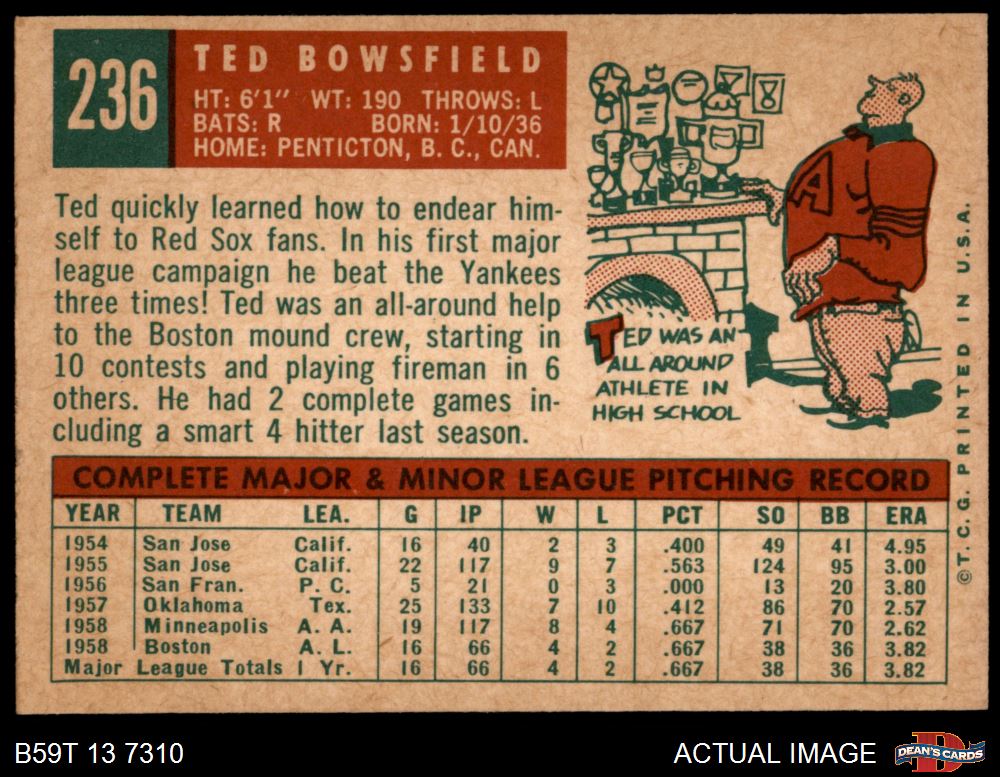 236
TED BOWSFIELD
HT: 6'1" WT: 190 THROWS: L
BATS: R BORN: 1/10/36
HOME: PENTICTON, B. C., CAN.
Ted quickly learned how to endear him-
self to Red Sox fans. In his first major
league campaign he beat the Yankees
three times! Ted was an all-around help
to the Boston mound crew, starting in
10 contests and playing fireman in 6
others. He had 2 complete games in-
cluding a smart 4 hitter last season.
A
TED WAS AN
ALL AROUND
ATHLETE IN
HIGH SCHOOL
COMPLETE MAJOR & MINOR LEAGUE PITCHING RECORD
YEAR TEAM LEA. G IP W L PCT SO BB ERA
1954 San Jose Calif. 16 40 2 3 .400 49 41 4.95
1955 San Jose Calif. 22 117 9 7 .563 124 95 3.00
1956 San Fran. P. C. 5 21 0 3 .000 13 20 3.80
1957 Oklahoma Tex. 25 133 7 10 .412 86 70 2.57
1958 Minneapolis A. A. 19 117 8 4 .667 71 70 2.62
1958 Boston A. L. 16 66 4 2 .667 38 36 3.82
Major League Totals 1 Yr. 16 66 4 2 .667 38 36 3.82
© T. C. G. PRINTED IN U.S.A.
B59T 13 7310
ACTUAL IMAGE
D
DEAN'S CARDS